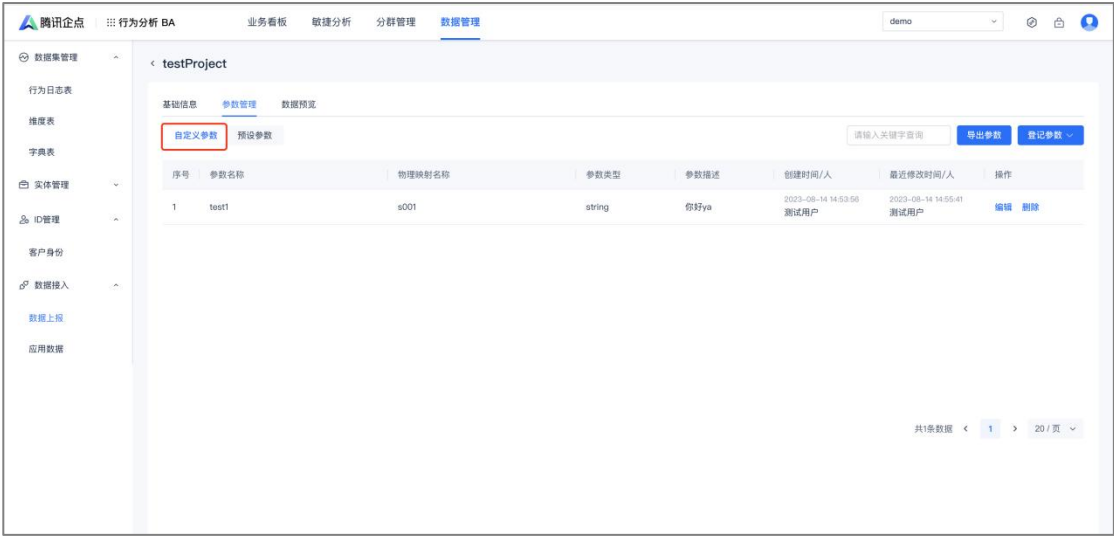 腾讯企点 行为分析 BA 业务看板 敏捷分析 分群管理 数据管理 demo
数据集管理
行为日志表
维度表
字典表
实体管理
ID管理
客户身份
数据接入
数据上报
应用数据
testProject
基础信息 参数管理 数据预览
自定义参数 预设参数 请输入关键字查询 导出参数 登记参数
序号 参数名称 物理映射名称 参数类型 参数描述 创建时间/人 最近修改时间/人 操作
1 test1 s001 string 你好ya 2023-08-14 14:53:56 2023-08-14 14:55:41 编辑 删除
测试用户 测试用户
共1条数据 1 20 / 页